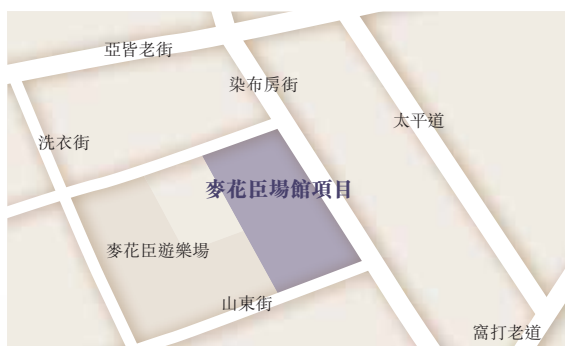 亞皆老街
染布房街
太平道
洗衣街
麥花臣場館項目
麥花臣遊樂場
山東街
窩打老道